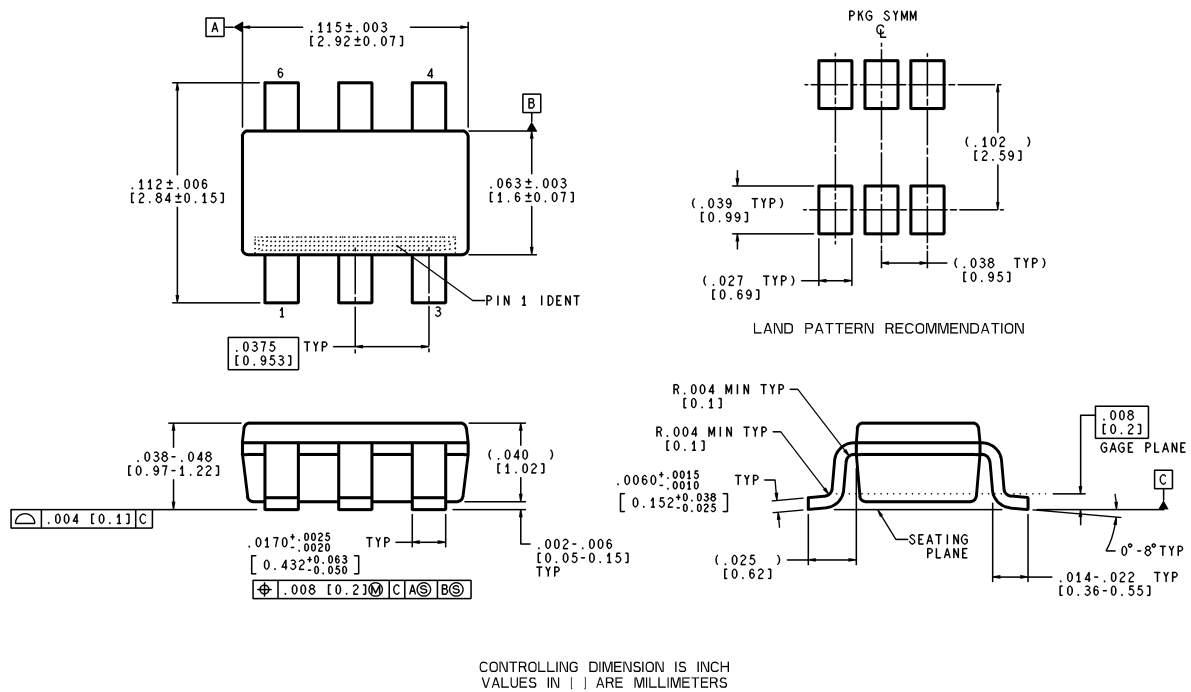 A
.115±.003
[2.92±0.07]
6
4
B
.112±.006
[2.84±0.15]
.063±.003
[1.6±0.07]
PIN 1 IDENT
1
3
.0375
[0.953]
TYP
PKG SYMM
℄
(.102 )
[2.59]
(.039 TYP)
[0.99]
(.027 TYP)
[0.69]
(.038 TYP)
[0.95]
LAND PATTERN RECOMMENDATION
.038-.048
[0.97-1.22]
(.040 )
[1.02]
⌓ .004 [0.1] C
.0170+.0025-.0020
[0.432+0.063-0.050]
TYP
⌖ .008 [0.2]Ⓜ C AⓈ BⓈ
.002-.006
[0.05-0.15]
TYP
R.004 MIN TYP
[0.1]
R.004 MIN TYP
[0.1]
.0060+.0015-.0010
[0.152+0.038-0.025]
TYP
.008
[0.2]
GAGE PLANE
C
SEATING
PLANE
0°-8°TYP
(.025 )
[0.62]
.014-.022 TYP
[0.36-0.55]
CONTROLLING DIMENSION IS INCH
VALUES IN [ ] ARE MILLIMETERS